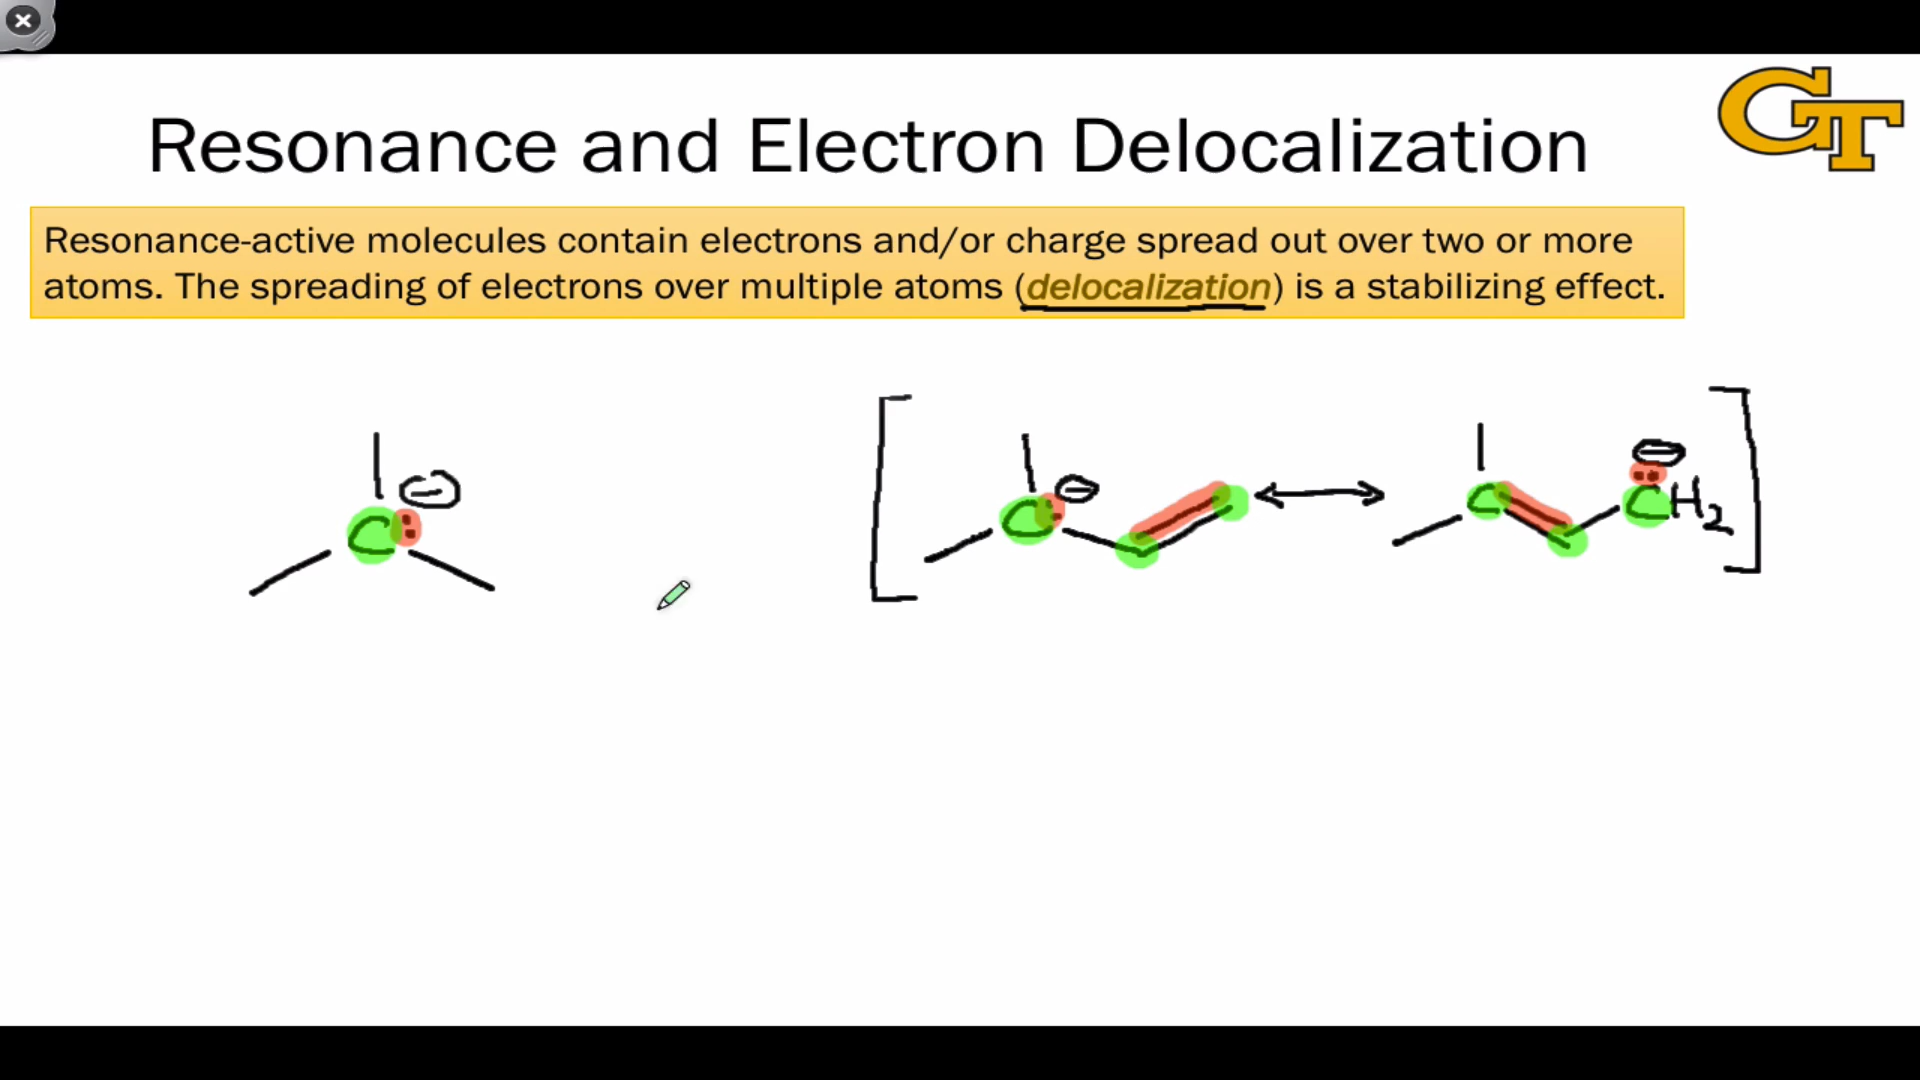 GT
Resonance and Electron Delocalization
Resonance-active molecules contain electrons and/or charge spread out over two or more
atoms. The spreading of electrons over multiple atoms (delocalization) is a stabilizing effect.
C: ⊖
C: ⊖
C
C̈H₂ ⊖